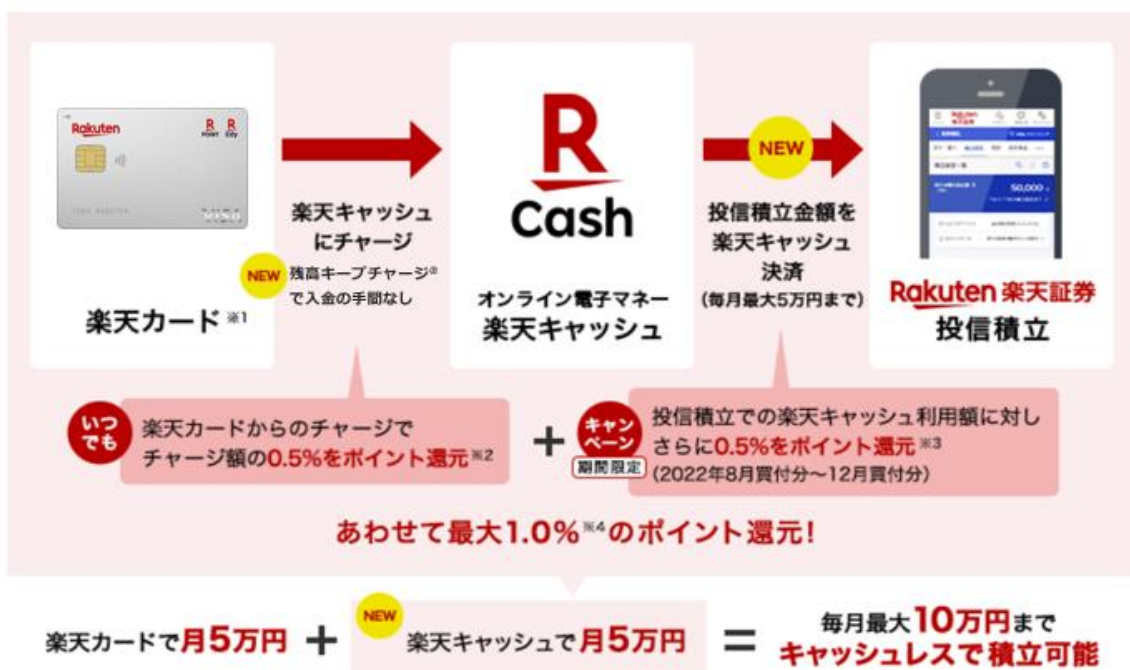 Rakuten
R
POINT
R
Edy
VISA
楽天カード ※1
楽天キャッシュ
にチャージ
NEW
残高キープチャージ®
で入金の手間なし
R
Cash
オンライン電子マネー
楽天キャッシュ
NEW
投信積立金額を
楽天キャッシュ
決済
(毎月最大5万円まで)
Rakuten
楽天証券
50,000
Rakuten 楽天証券
投信積立
いつ
でも
楽天カードからのチャージで
チャージ額の0.5%をポイント還元※2
+
キャン
ペーン
期間限定
投信積立での楽天キャッシュ利用額に対し
さらに0.5%をポイント還元※3
(2022年8月買付分～12月買付分)
あわせて最大1.0%※4のポイント還元!
楽天カードで月5万円 + NEW 楽天キャッシュで月5万円 = 毎月最大10万円まで
キャッシュレスで積立可能